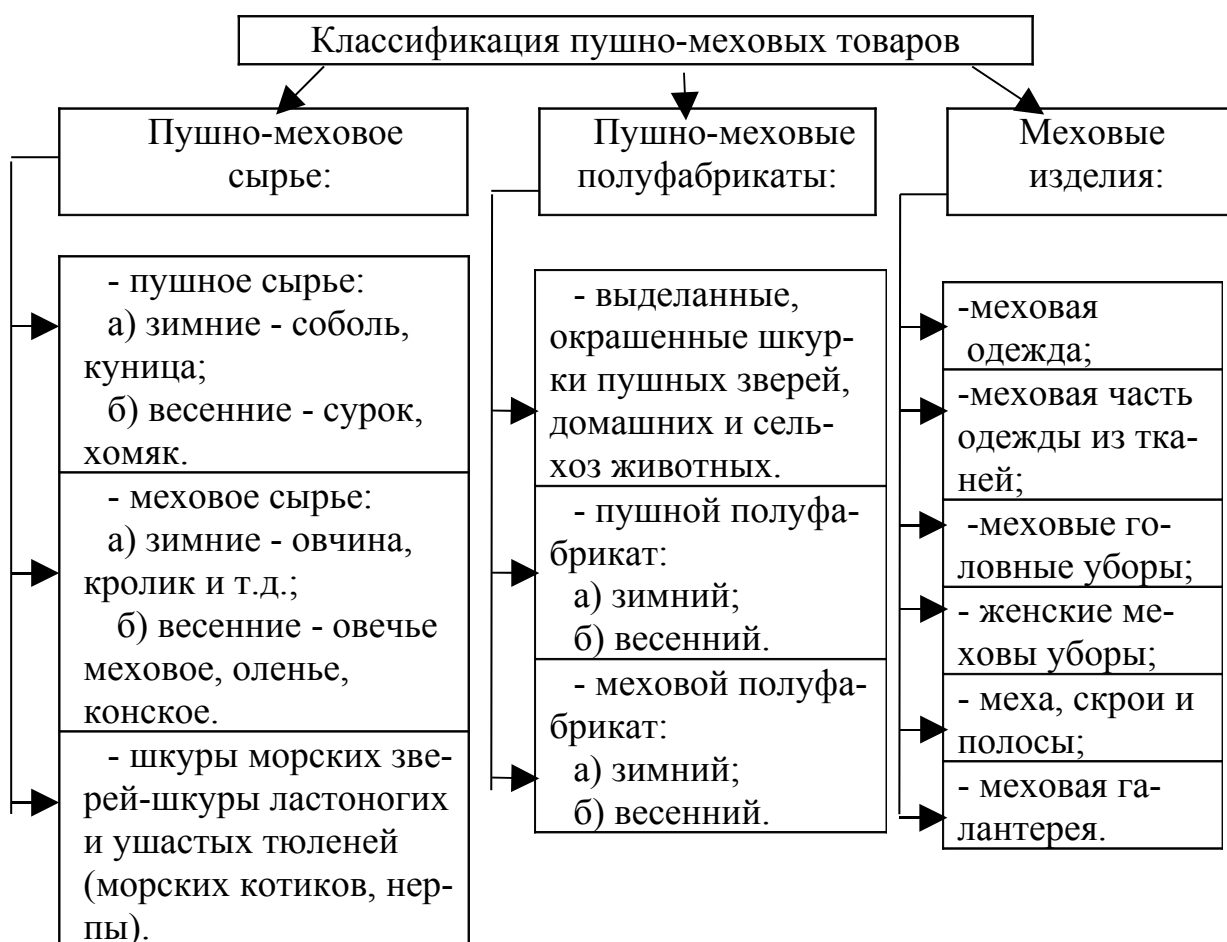 Классификация пушно-меховых товаров
Пушно-меховое
сырье:
- пушное сырье:
а) зимние - соболь,
куница;
б) весенние - сурок,
хомяк.
- меховое сырье:
а) зимние - овчина,
кролик и т.д.;
б) весенние - овечье
меховое, оленье,
конское.
- шкуры морских зве-
рей-шкуры ластоногих
и ушастых тюленей
(морских котиков, нер-
пы).
Пушно-меховые
полуфабрикаты:
- выделанные,
окрашенные шкур-
ки пушных зверей,
домашних и сель-
хоз животных.
- пушной полуфа-
брикат:
а) зимний;
б) весенний.
- меховой полуфа-
брикат:
а) зимний;
б) весенний.
Меховые
изделия:
-меховая
одежда;
-меховая часть
одежды из тка-
ней;
-меховые го-
ловные уборы;
- женские ме-
ховы уборы;
- меха, скрои и
полосы;
- меховая га-
лантерея.